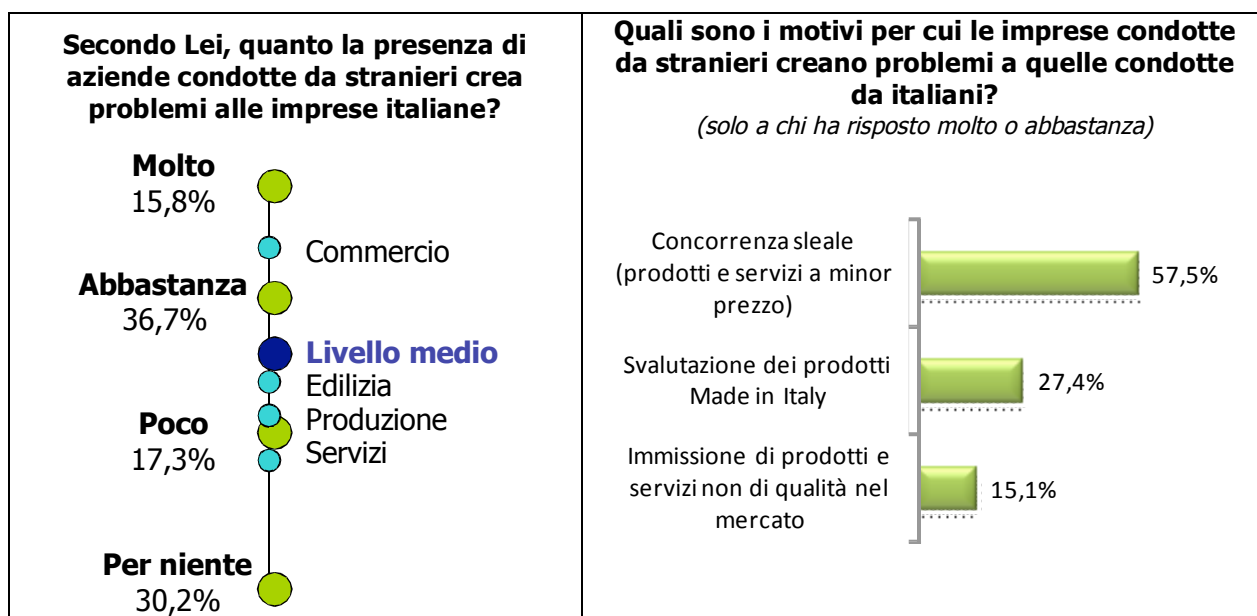 Secondo Lei, quanto la presenza di
aziende condotte da stranieri crea
problemi alle imprese italiane?
Molto
15,8%
Commercio
Abbastanza
36,7%
Livello medio
Edilizia
Poco
Produzione
17,3%
Servizi
Per niente
30,2%
Quali sono i motivi per cui le imprese condotte
da stranieri creano problemi a quelle condotte
da italiani?
(solo a chi ha risposto molto o abbastanza)
Concorrenza sleale
(prodotti e servizi a minor
prezzo)
57,5%
Svalutazione dei prodotti
Made in Italy
27,4%
Immissione di prodotti e
servizi non di qualità nel
mercato
15,1%